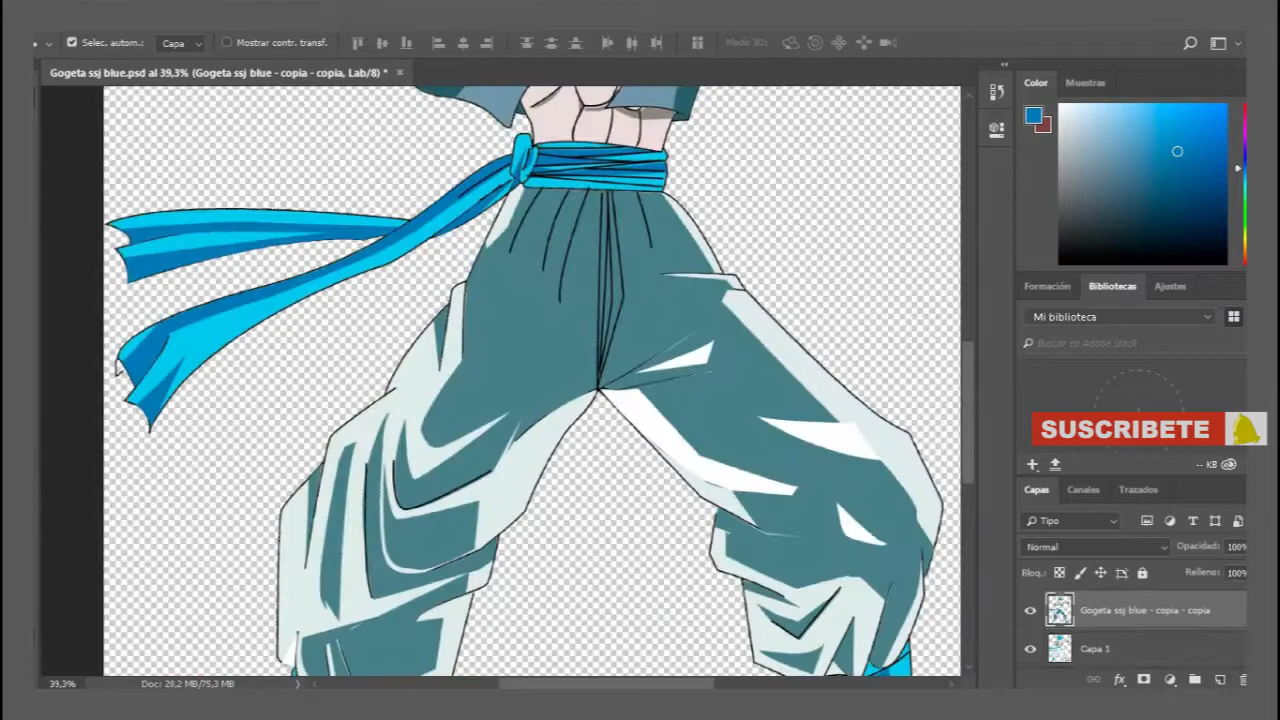 Selec. autom.: Capa Mostrar contr. transf. Modo 3D:
Gogeta ssj blue.psd al 39,3% (Gogeta ssj blue - copia - copia, Lab/8) * ×
Color Muestras
Formación Bibliotecas Ajustes
Mi biblioteca
Buscar en Adobe Stock
SUSCRIBETE
-- KB
Capas Canales Trazados
Tipo
Normal Opacidad: 100%
Bloq.: Relleno: 100%
Gogeta ssj blue - copia - copia
Capa 1
39,3% Doc: 28,2 MB/75,3 MB